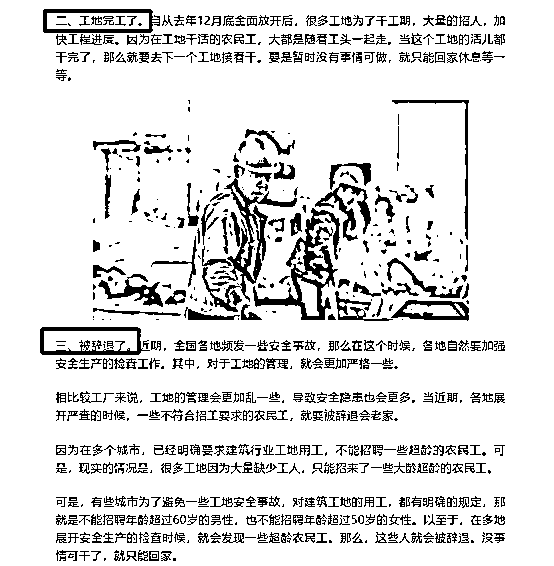 二、工地完工了。自从去年12月底全面放开后，很多工地为了干工期，大量的招人，加
快工程进度。因为在工地干活的农民工，大都是随着工头一起走。当这个工地的活儿都
干完了，那么就要去下一个工地接着干。要是暂时没有事情可做，就只能回家休息等一
等。
三、被辞退了。近期，全国各地频发一些安全事故，那么在这个时候，各地自然要加强
安全生产的检查工作。其中，对于工地的管理，就会更加严格一些。
相比较工厂来说，工地的管理会更加乱一些。导致安全隐患也会更多。当近期，各地展
开严查的时候，一些不符合招工要求的农民工，就要被辞退会老家。
因为在多个城市，已经明确要求建筑行业工地用工，不能招聘一些超龄的农民工。可
是，现实的情况是，很多工地因为大量缺少工人，只能招来了一些大龄超龄的农民工。
可是，有些城市为了避免一些工地安全事故，对建筑工地的用工，都有明确的规定，那
就是不能招聘年龄超过60岁的男性，也不能招聘年龄超过50岁的女性。以至于，在多地
展开安全生产的检查时候，就会发现一些超龄农民工。那么，这些人就会被辞退。没事
情可干了，就只能回家。